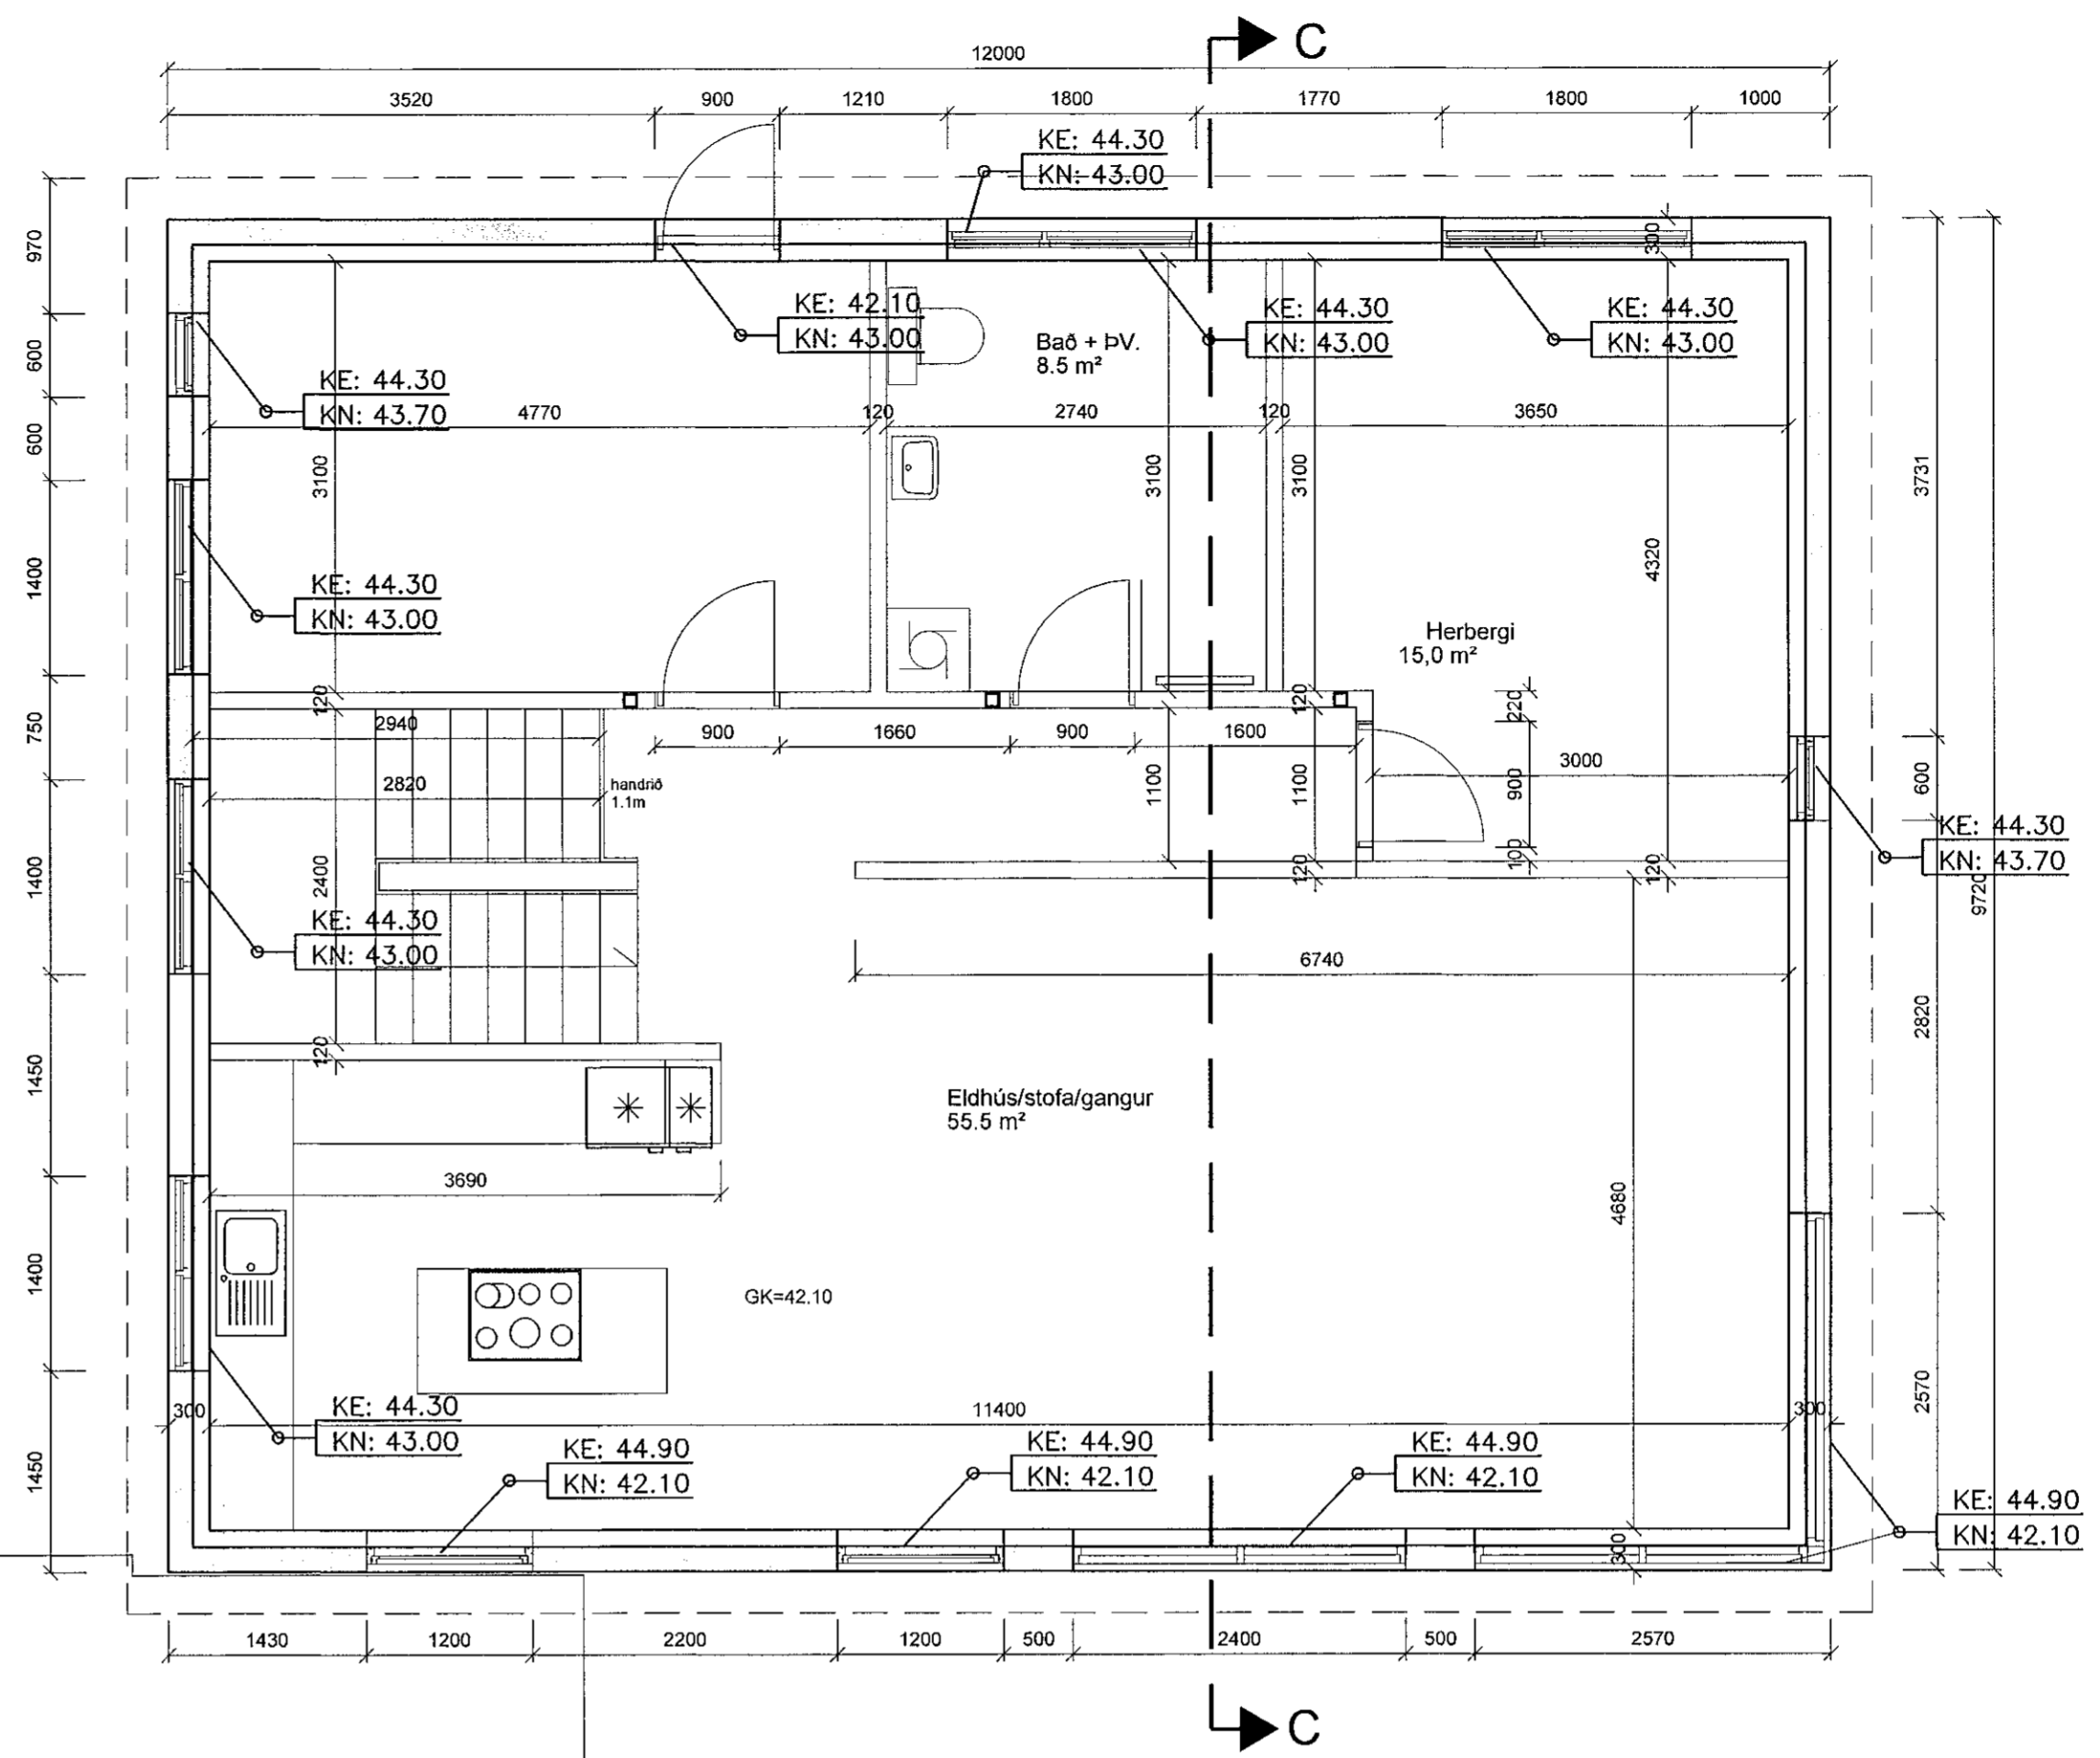 C
12000
3520 900 1210 1800 1770 1800 1000
KE: 44.30
KN: 43.00
970
600
600
1400
750
1400
1450
1400
1450
300
KE: 42.10
KN: 43.00
Bað + ÞV.
8.5 m²
KE: 44.30
KN: 43.00
KE: 44.30
KN: 43.00
KE: 44.30
KN: 43.70
4770 120 2740 120 3650
3100
3100
3100
4320
3731
KE: 44.30
KN: 43.00
Herbergi
15,0 m²
120
2940
900 1660 900 1600
120
220
2820
handrið
1.1m
1100
1100
900
3000
600
KE: 44.30
KN: 43.70
9720
2400
120
100
120
KE: 44.30
KN: 43.00
6740
2820
120
Eldhús/stofa/gangur
55.5 m²
3690
4680
GK=42.10
2570
300
KE: 44.30
KN: 43.00
11400
300
KE: 44.90
KN: 42.10
KE: 44.90
KN: 42.10
KE: 44.90
KN: 42.10
KE: 44.90
KN: 42.10
300
1430 1200 2200 1200 500 2400 500 2570
C